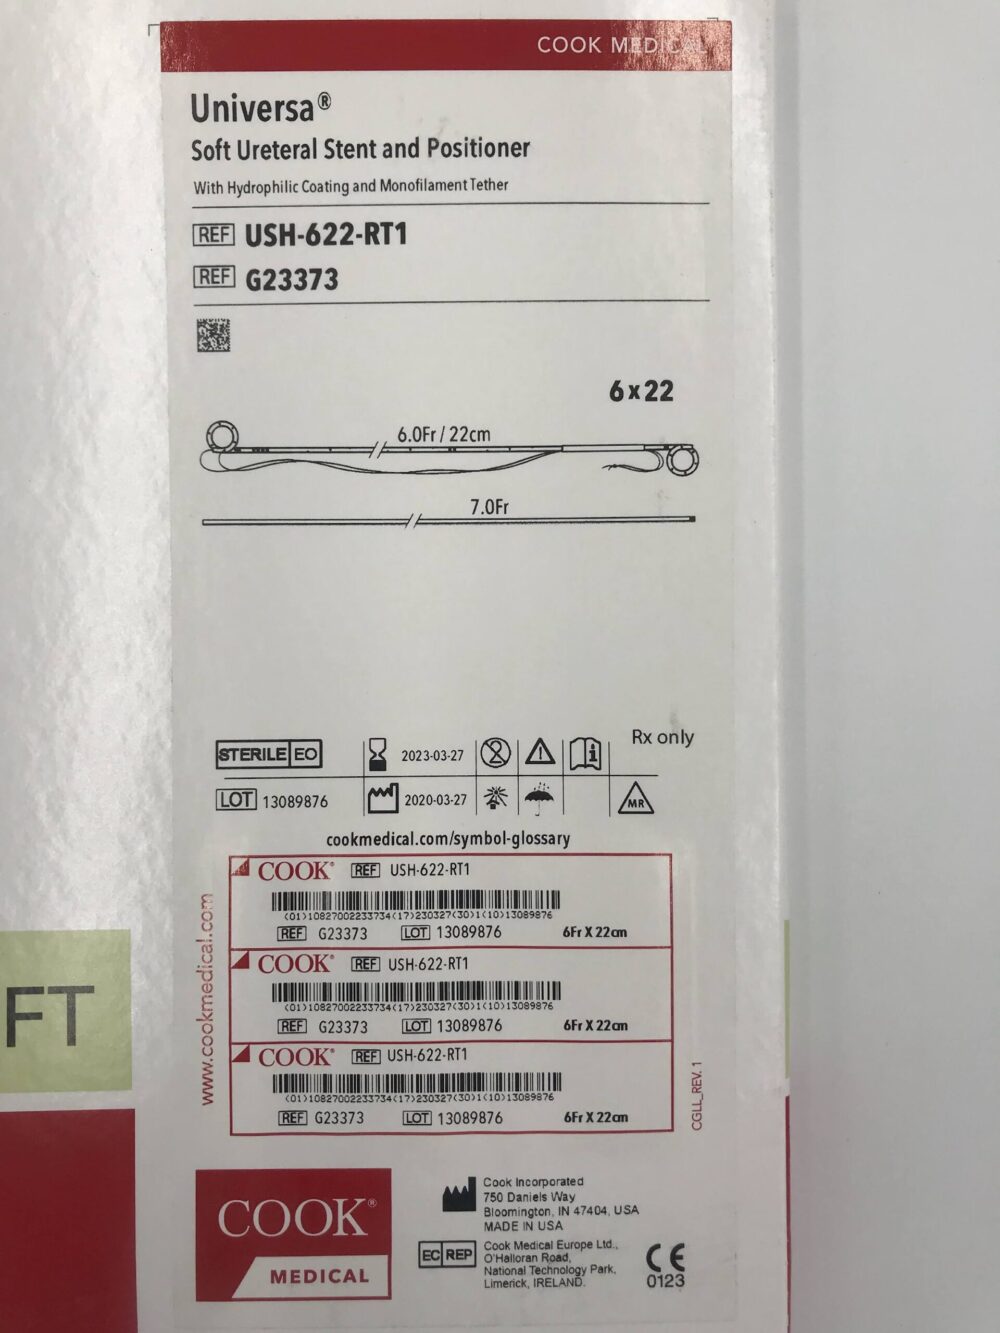 COOK MEDICAL
Universa®
Soft Ureteral Stent and Positioner
With Hydrophilic Coating and Monofilament Tether
REF USH-622-RT1
REF G23373
6 x 22
6.0Fr / 22cm
7.0Fr
Rx only
STERILE EO 2023-03-27 2 i
LOT 13089876 2020-03-27 MR
cookmedical.com/symbol-glossary
COOK® REF USH-622-RT1
(01)10827002233734(17)230327(30)1(10)13089876
REF G23373 LOT 13089876 6Fr X 22cm
COOK® REF USH-622-RT1
(01)10827002233734(17)230327(30)1(10)13089876
REF G23373 LOT 13089876 6Fr X 22cm
COOK® REF USH-622-RT1
(01)10827002233734(17)230327(30)1(10)13089876
REF G23373 LOT 13089876 6Fr X 22cm
www.cookmedical.com
CGLL_REV. 1
FT
COOK®
MEDICAL
Cook Incorporated
750 Daniels Way
Bloomington, IN 47404, USA
MADE IN USA
EC REP
Cook Medical Europe Ltd.,
O'Halloran Road,
National Technology Park,
Limerick, IRELAND.
CE
0123